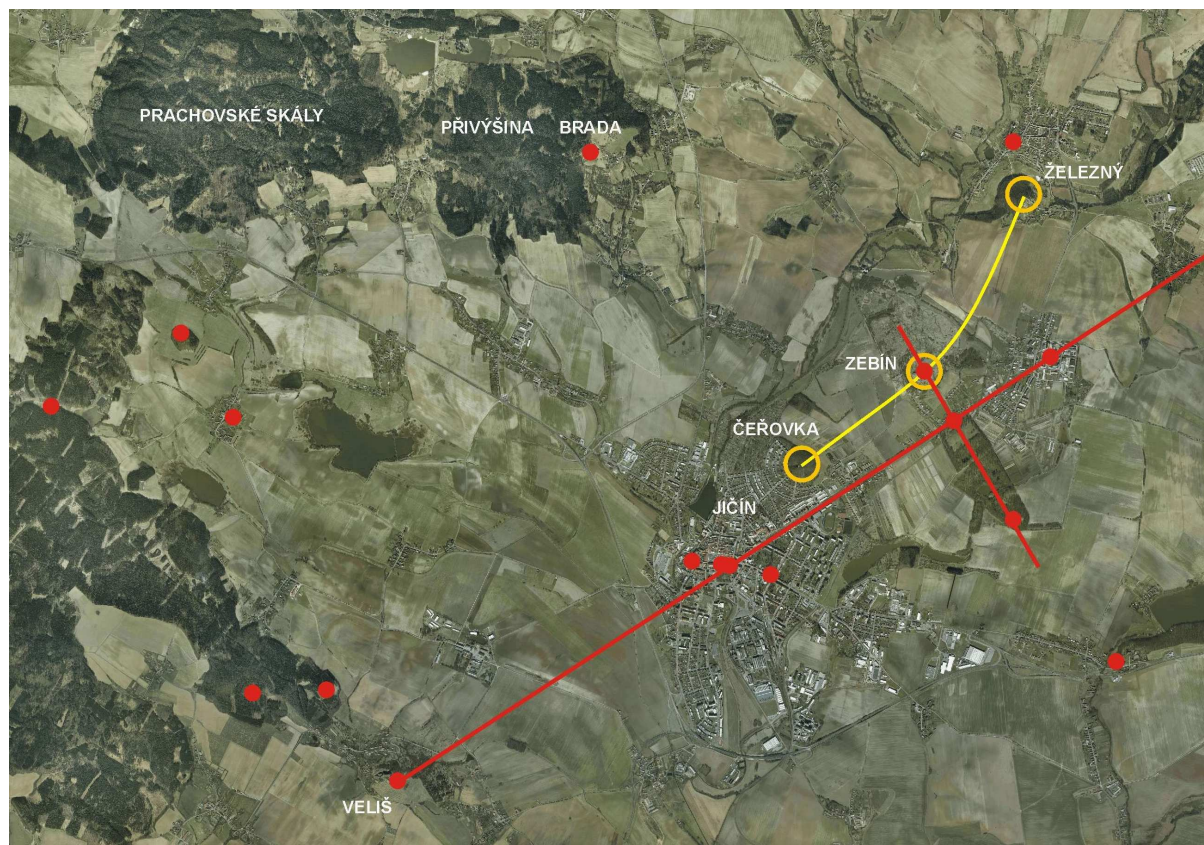 PRACHOVSKÉ SKÁLY
PŘIVÝŠINA
BRADA
ŽELEZNÝ
ZEBÍN
ČEŘOVKA
JIČÍN
VELIŠ